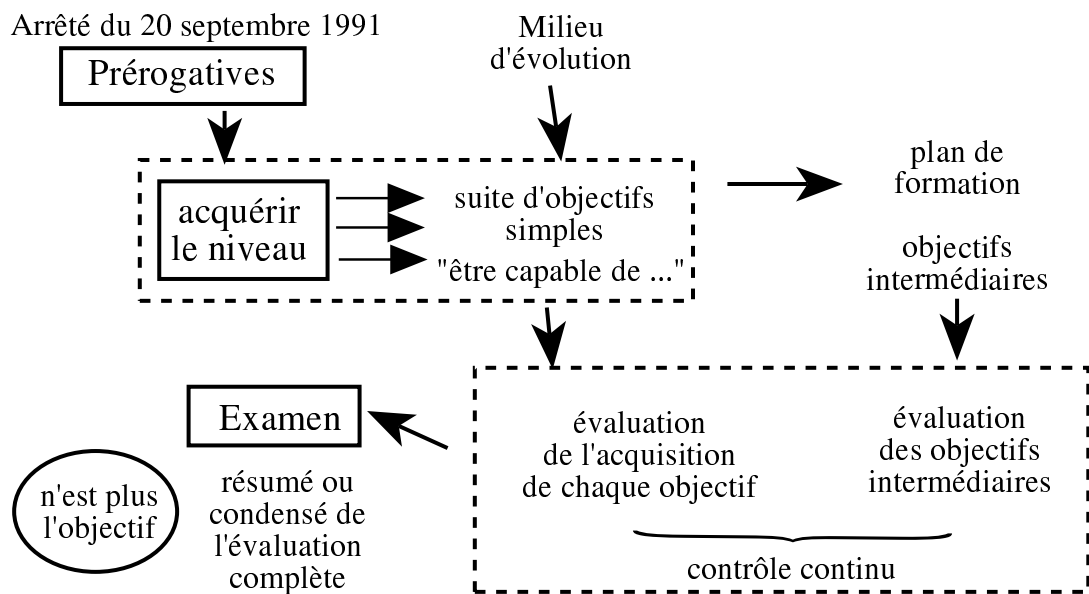 Arrêté du 20 septembre 1991
Prérogatives
Milieu
d'évolution
acquérir
le niveau
suite d'objectifs
simples
"être capable de ..."
plan de
formation
objectifs
intermédiaires
Examen
résumé ou
condensé de
l'évaluation
complète
n'est plus
l'objectif
évaluation
de l'acquisition
de chaque objectif
évaluation
des objectifs
intermédiaires
contrôle continu